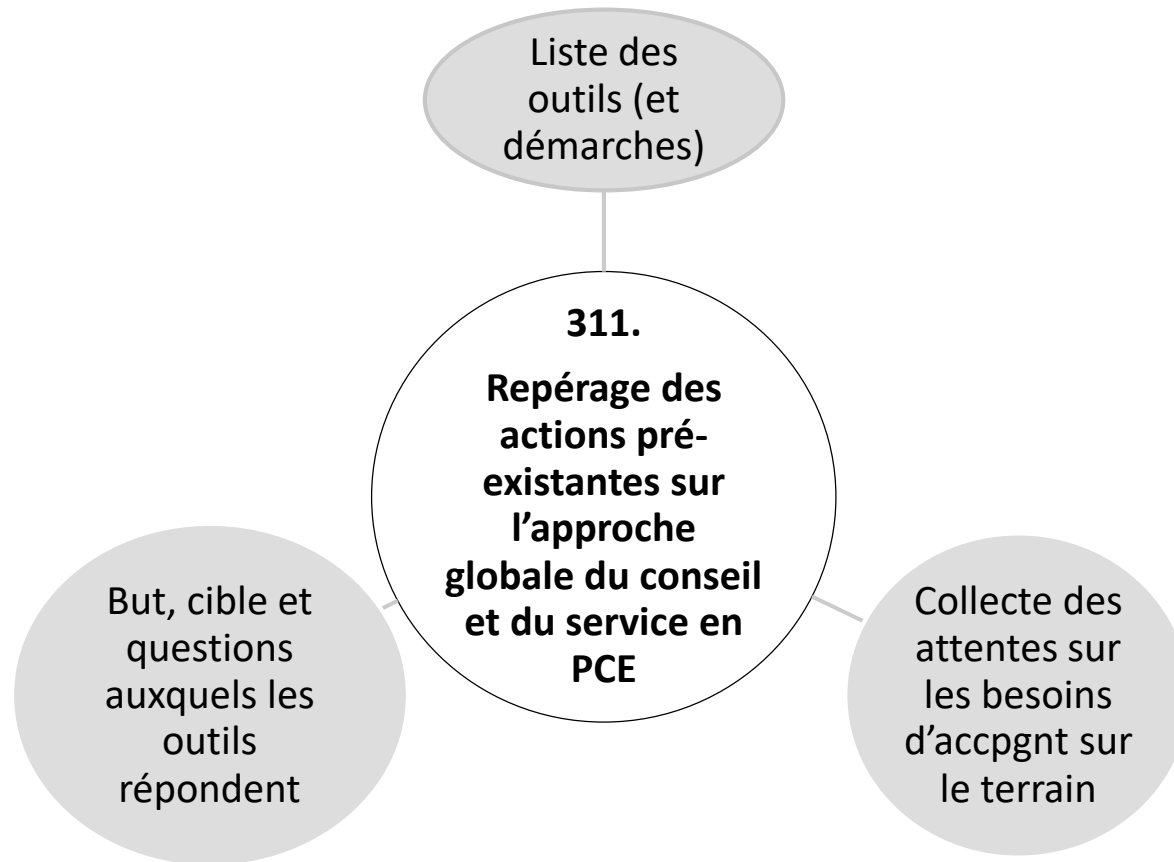 Liste des
outils (et
démarches)
311.
Repérage des
actions pré-
existantes sur
l’approche
globale du conseil
et du service en
PCE
But, cible et
questions
auxquels les
outils
répondent
Collecte des
attentes sur
les besoins
d’accpgnt sur
le terrain